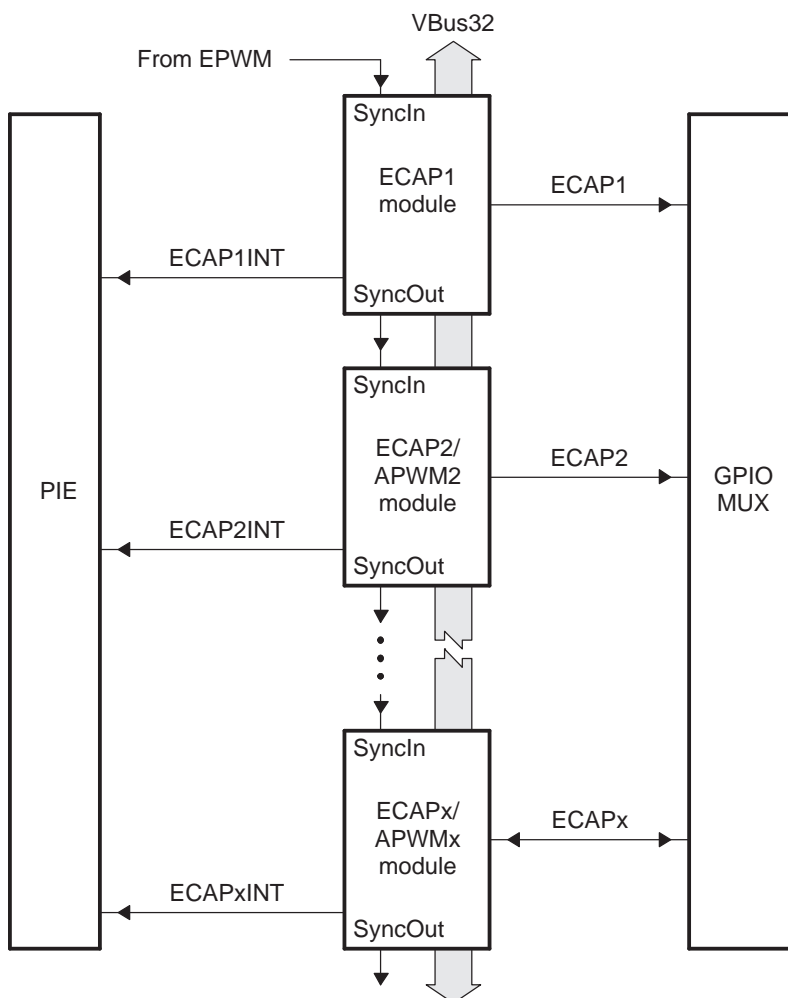 VBus32
From EPWM
SyncIn
ECAP1
module
ECAP1
ECAP1INT
SyncOut
SyncIn
ECAP2/
APWM2
module
ECAP2
PIE
GPIO
MUX
ECAP2INT
SyncOut
SyncIn
ECAPx/
APWMx
module
ECAPx
ECAPxINT
SyncOut